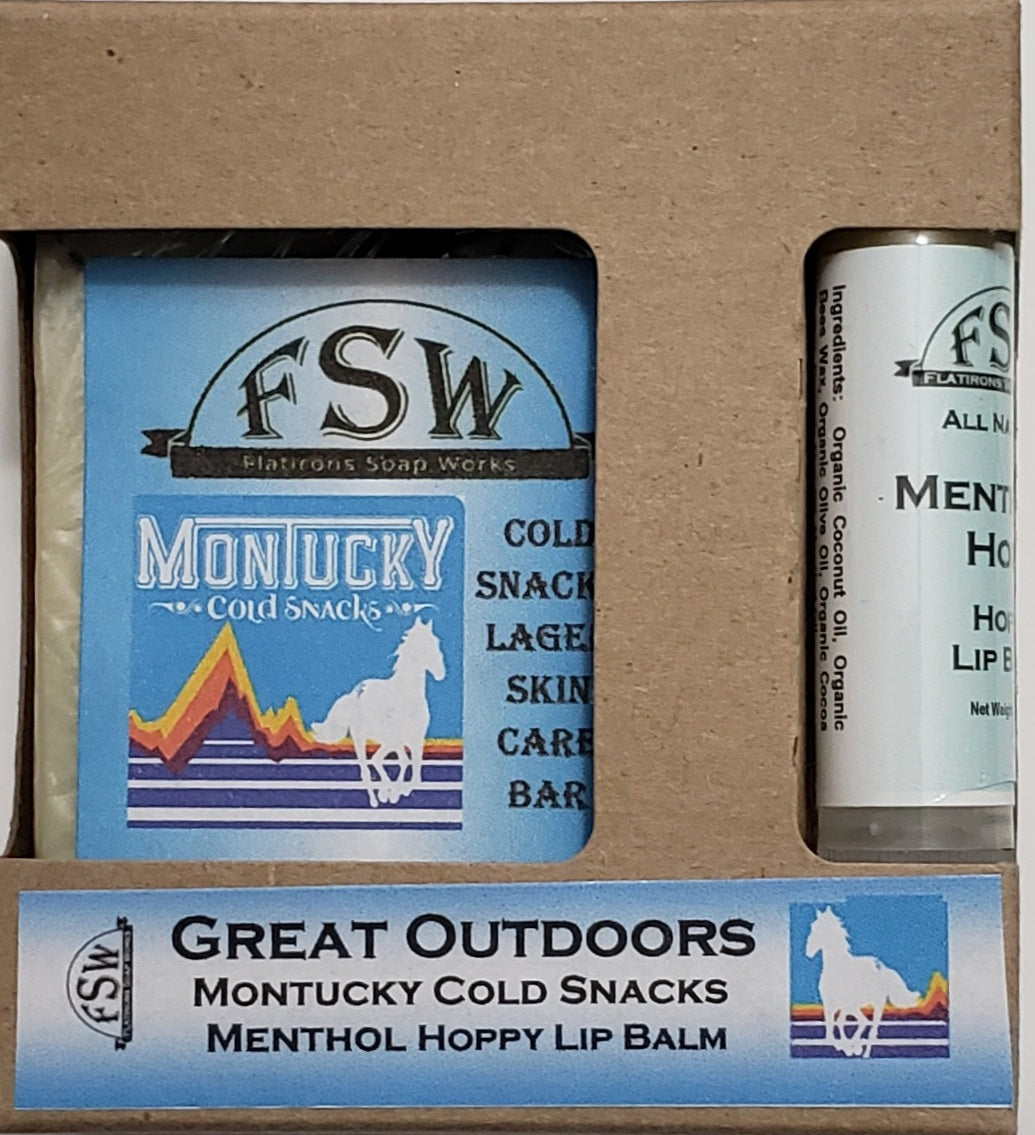 FSW
Flatirons Soap Works
MONTUCKY
Cold Snacks
COLD
SNACK
LAGE
SKIN
CARE
BAR
Ingredients: Organic Coconut Oil, Organic
Bees Wax, Organic Olive Oil, Organic Cocoa
FS
FLATIRONS
ALL NA
MENT
HO
HO
LIP B
Net Weig
FSW
GREAT OUTDOORS
MONTUCKY COLD SNACKS
MENTHOL HOPPY LIP BALM